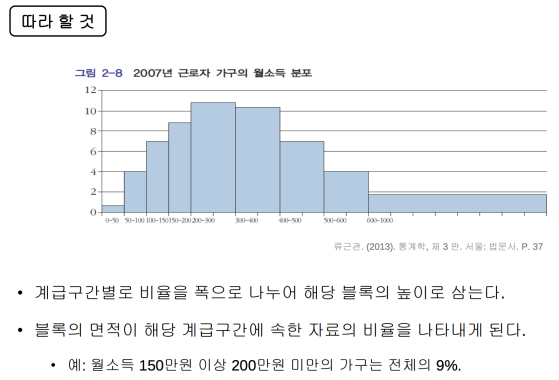 따라 할 것
그림 2-8 2007년 근로자 가구의 월소득 분포
12
10
8
6
4
2
0
0-50 50-100 100-150 150-200 200-300 300-400 400-500 500-600 600-1000
류근관. (2013). 통계학, 제 3 판. 서울: 법문사. P. 37
• 계급구간별로 비율을 폭으로 나누어 해당 블록의 높이로 삼는다.
• 블록의 면적이 해당 계급구간에 속한 자료의 비율을 나타내게 된다.
• 예: 월소득 150만원 이상 200만원 미만의 가구는 전체의 9%.